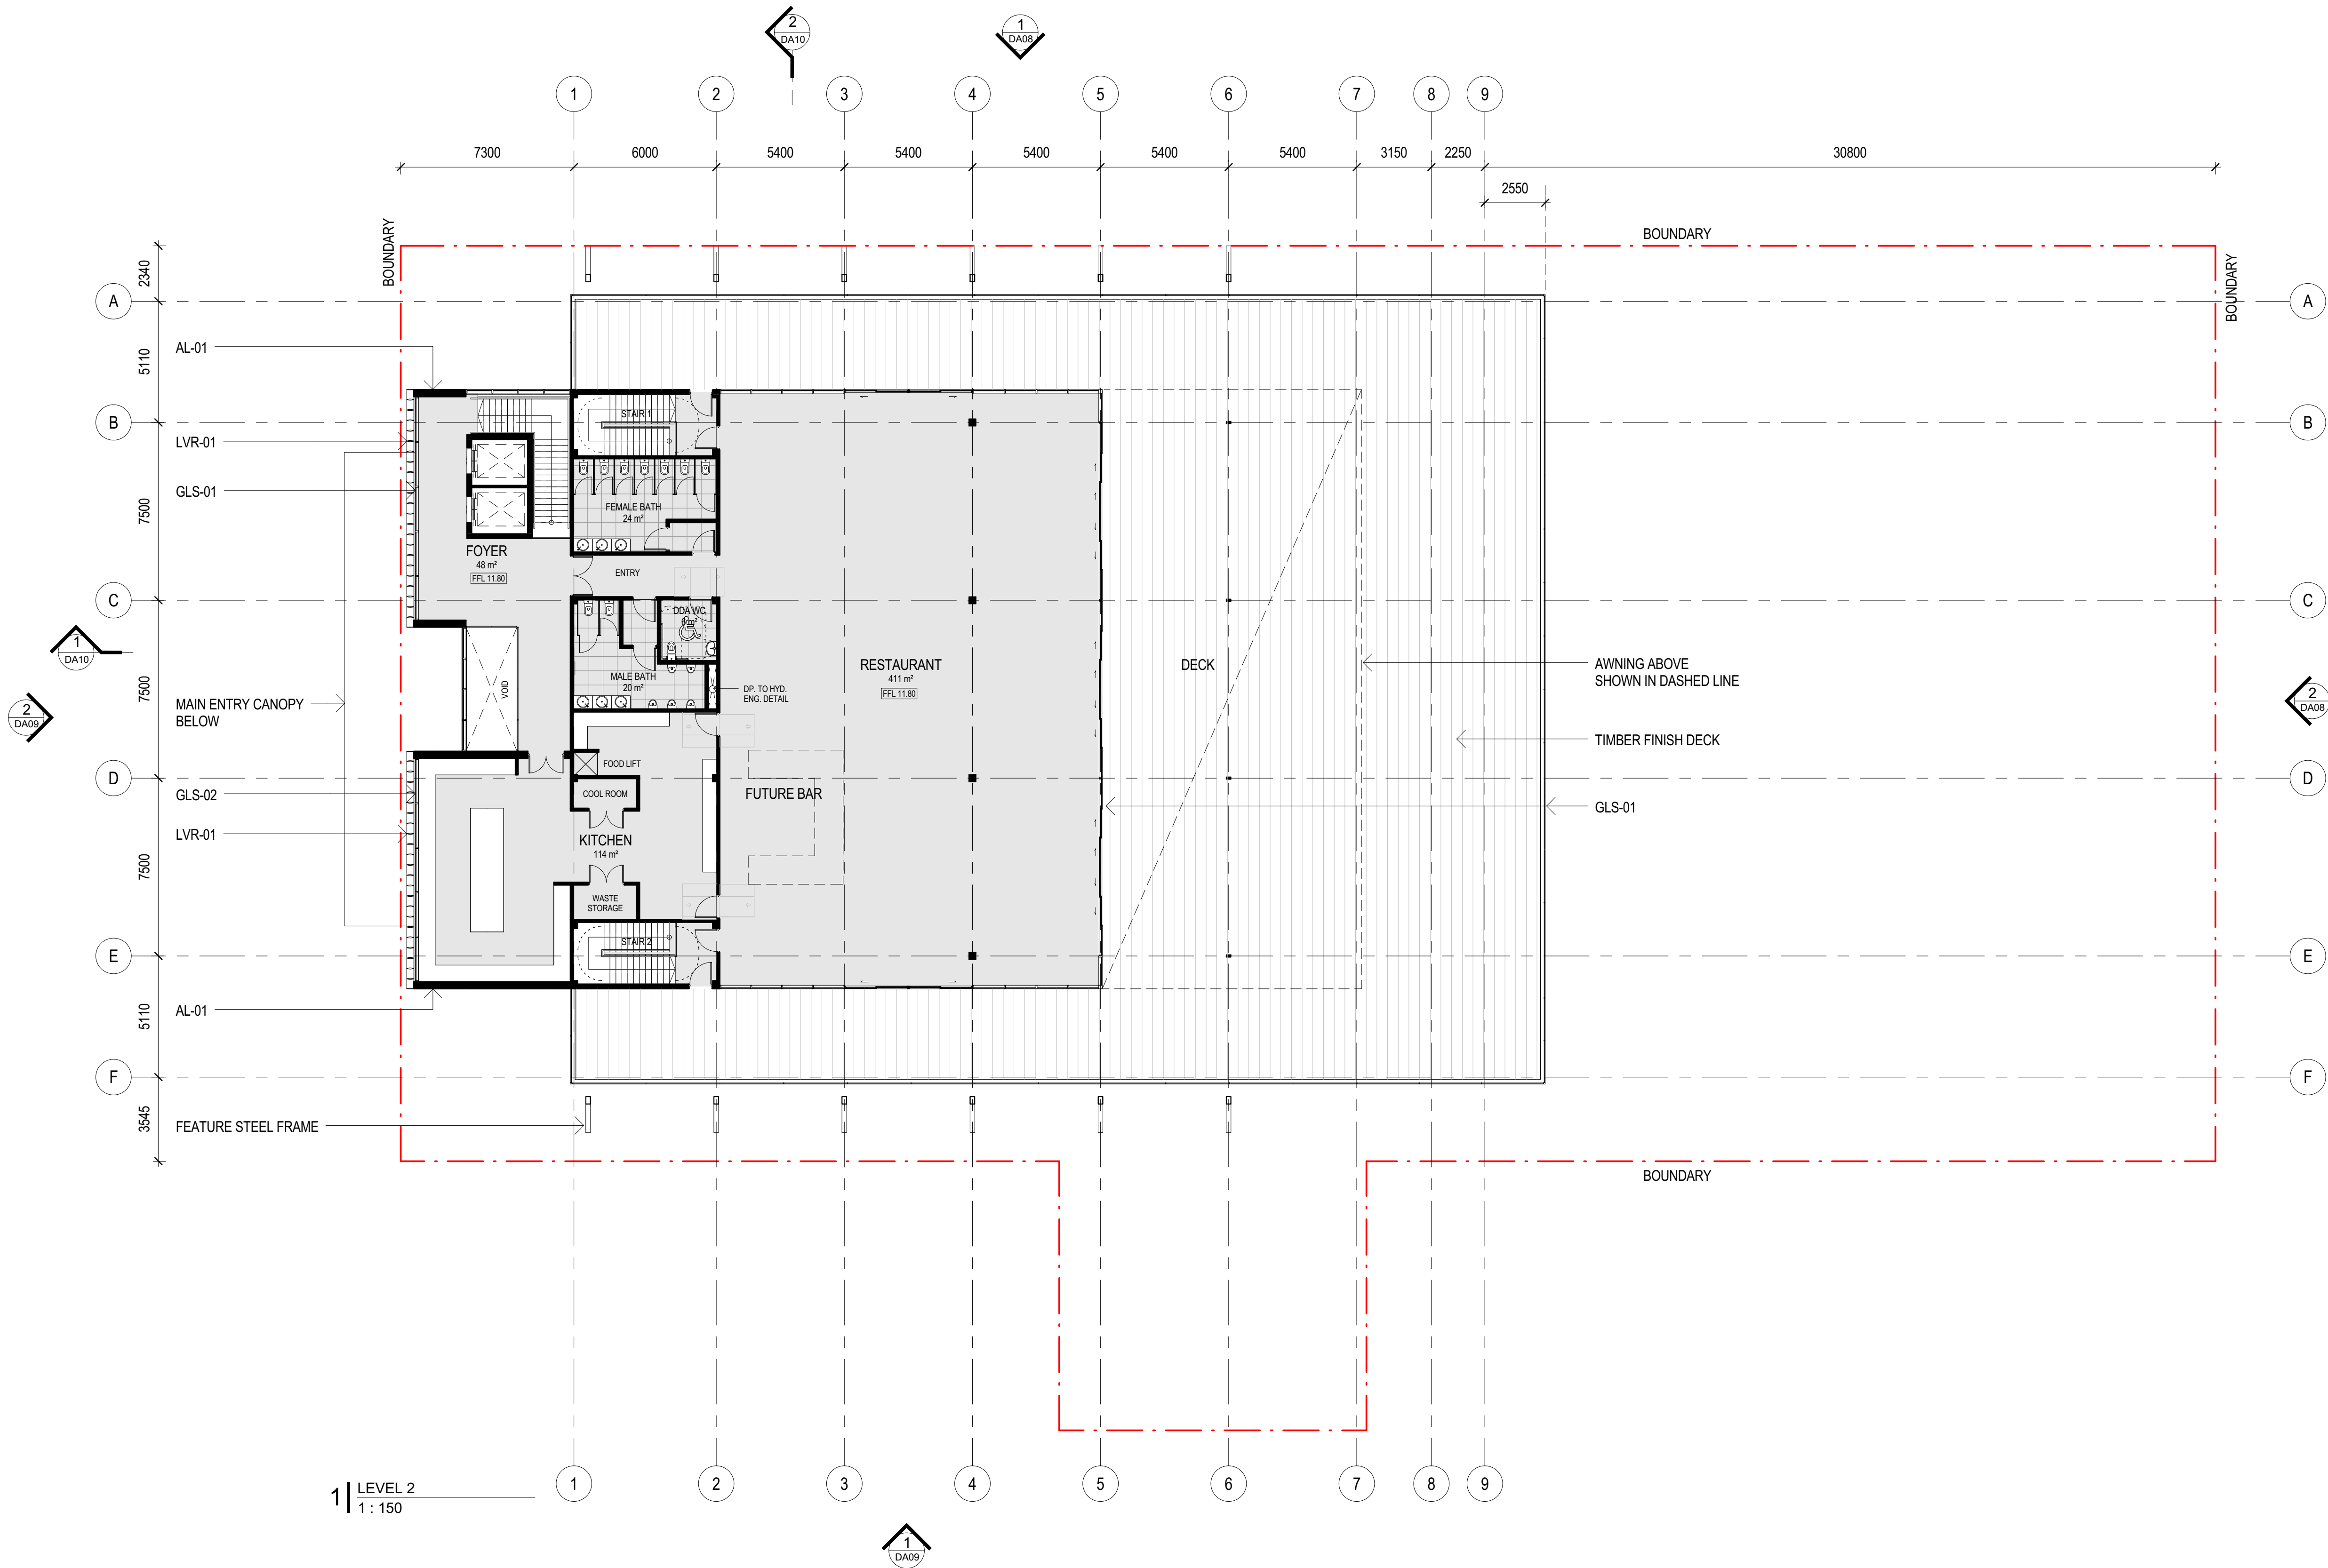 2
DA10
1
DA08
1
2
3
4
5
6
7
8
9
7300
6000
5400
5400
5400
5400
5400
3150
2250
30800
2550
BOUNDARY
BOUNDARY
BOUNDARY
2340
A
A
5110
AL-01
B
B
STAIR 1
LVR-01
7500
GLS-01
FEMALE BATH
24 m²
FOYER
48 m²
FFL 11.80
ENTRY
C
C
DDA WC
1
DA10
7500
VOID
MALE BATH
20 m²
DP. TO HYD.
ENG. DETAIL
RESTAURANT
411 m²
FFL 11.80
DECK
AWNING ABOVE
SHOWN IN DASHED LINE
2
DA09
MAIN ENTRY CANOPY
BELOW
2
DA08
TIMBER FINISH DECK
D
D
FOOD LIFT
COOL ROOM
FUTURE BAR
GLS-02
GLS-01
LVR-01
KITCHEN
114 m²
7500
WASTE
STORAGE
STAIR 2
E
E
AL-01
5110
F
F
3545
FEATURE STEEL FRAME
BOUNDARY
1
2
3
4
5
6
7
8
9
1
LEVEL 2
1 : 150
1
DA09